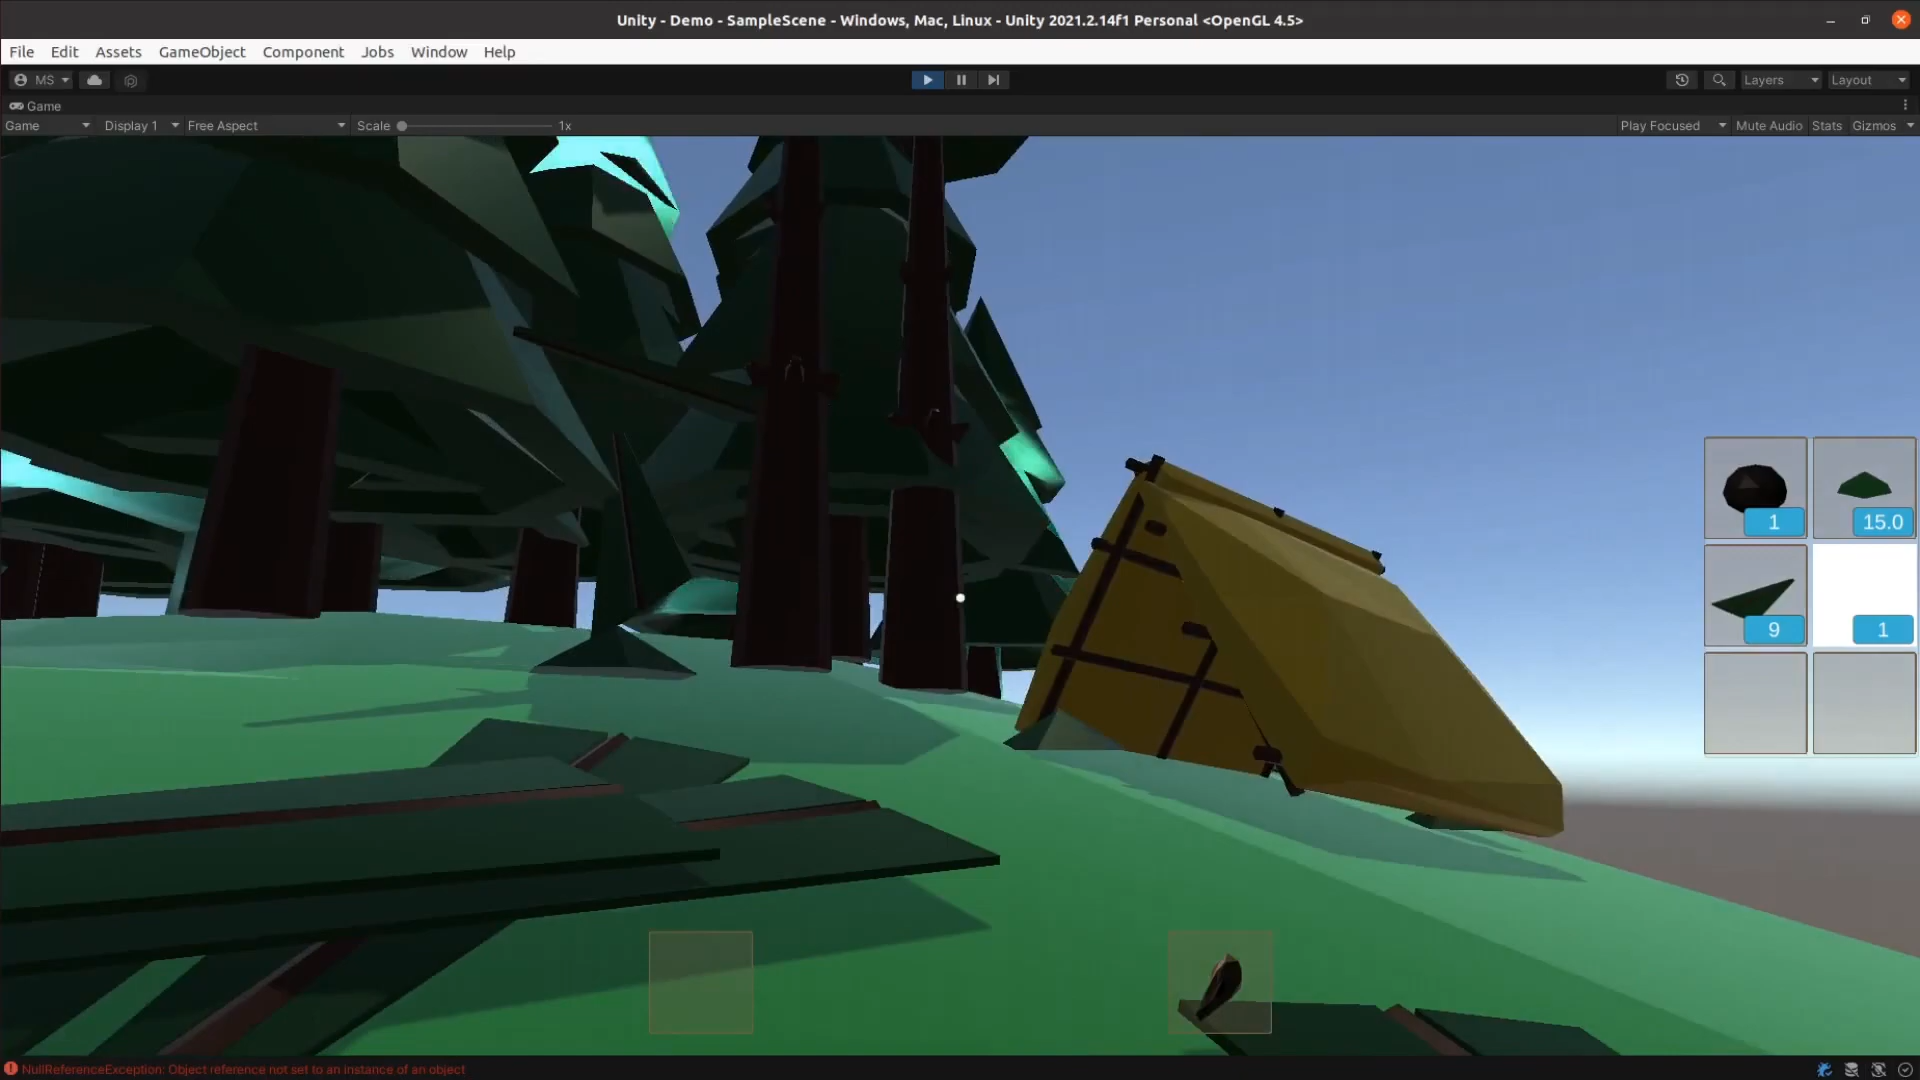 Unity - Demo - SampleScene - Windows, Mac, Linux - Unity 2021.2.14f1 Personal <OpenGL 4.5>
File Edit Assets GameObject Component Jobs Window Help
MS Layers Layout
Game
Game Display 1 Free Aspect Scale 1x Play Focused Mute Audio Stats Gizmos
1 15.0
9 1
NullReferenceException: Object reference not set to an instance of an object